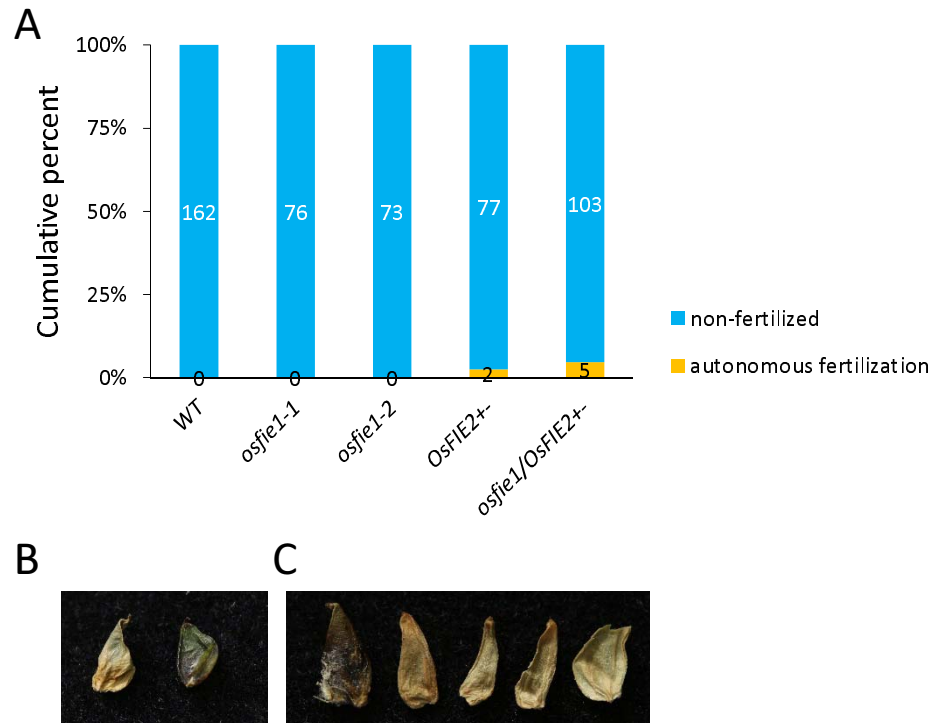 A
Cumulative percent
100%
75%
50%
25%
0%
162
76
73
77
103
0
0
0
2
5
WT
osfie1-1
osfie1-2
OsFIE2+-
osfie1/OsFIE2+-
non-fertilized
autonomous fertilization
B
C